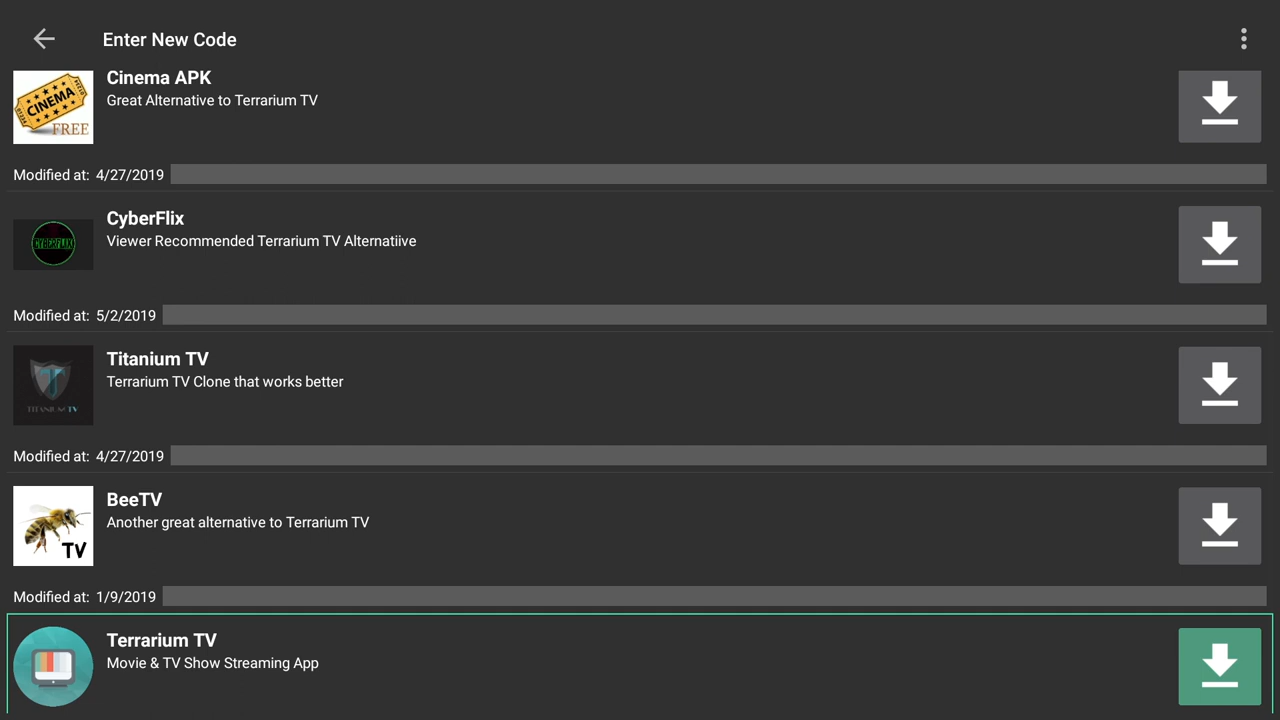 Enter New Code
Cinema APK
Great Alternative to Terrarium TV
CINEMA
FREE
Modified at: 4/27/2019
CyberFlix
Viewer Recommended Terrarium TV Alternatiive
CYBERFLIX
Modified at: 5/2/2019
Titanium TV
Terrarium TV Clone that works better
T
TITANIUM TV
Modified at: 4/27/2019
BeeTV
Another great alternative to Terrarium TV
TV
Modified at: 1/9/2019
Terrarium TV
Movie & TV Show Streaming App